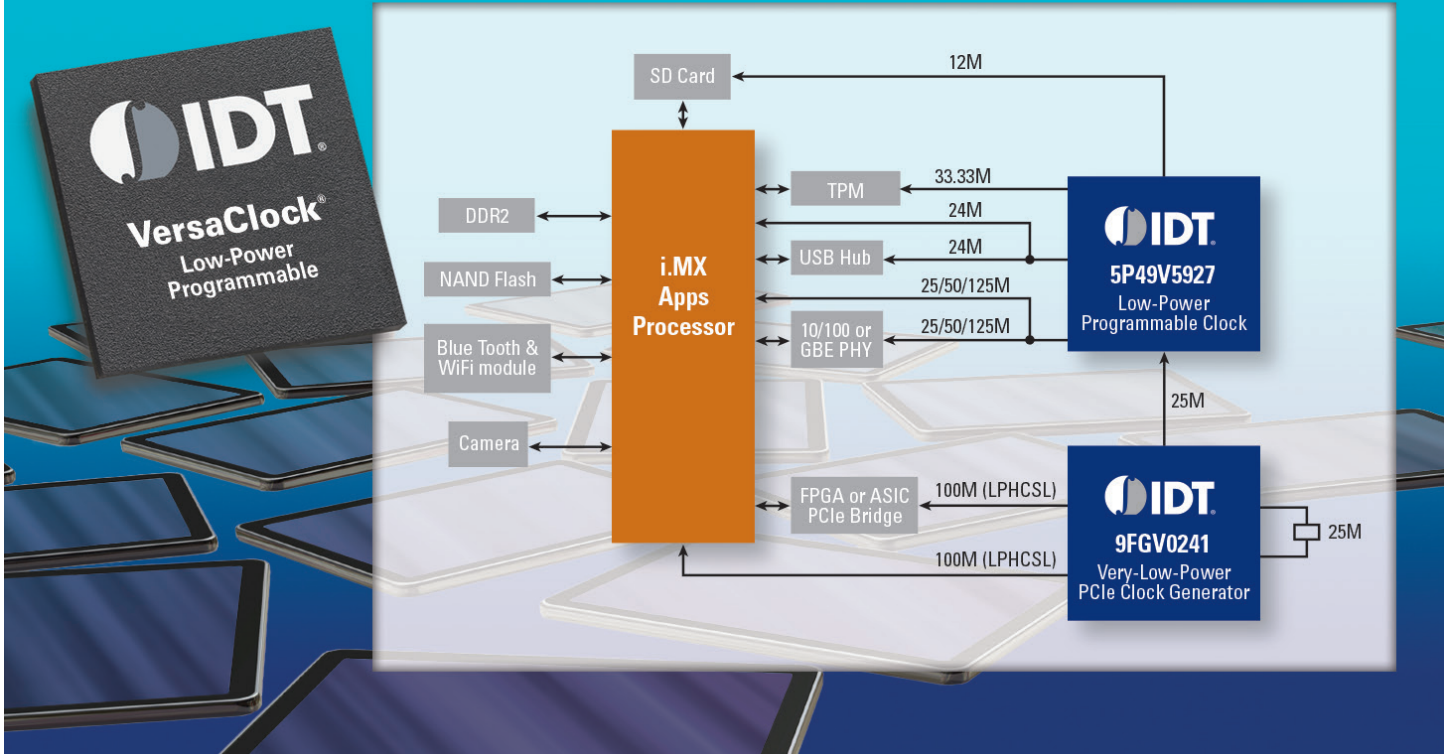 IDT®
VersaClock®
Low-Power
Programmable
SD Card
12M
DDR2
NAND Flash
Blue Tooth &
WiFi module
Camera
i.MX
Apps
Processor
TPM
33.33M
24M
USB Hub
24M
25/50/125M
10/100 or
GBE PHY
25/50/125M
FPGA or ASIC
PCIe Bridge
100M (LPHCSL)
100M (LPHCSL)
IDT.
5P49V5927
Low-Power
Programmable Clock
25M
IDT.
9FGV0241
Very-Low-Power
PCIe Clock Generator
25M